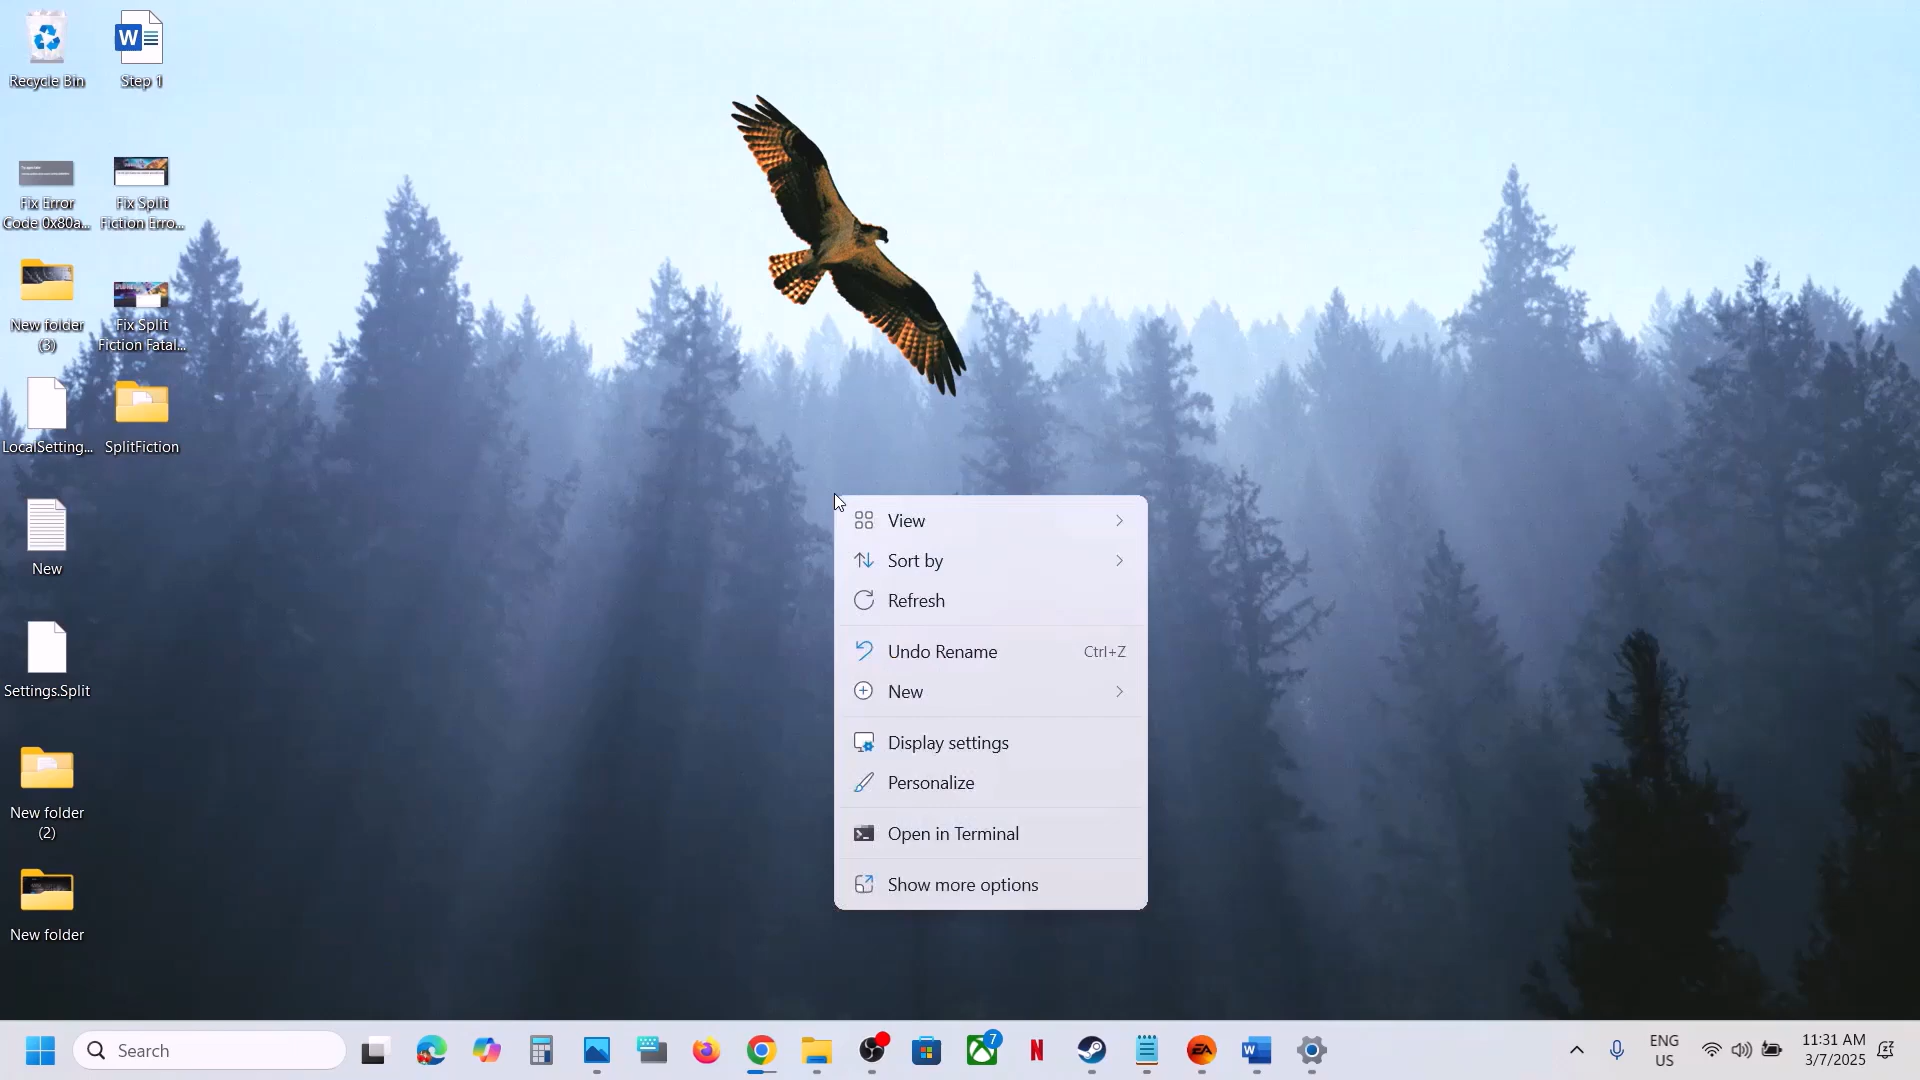 Recycle Bin
Step 1
Fix Error
Code 0x80a...
Fix Split
Fiction Erro...
New folder
(3)
Fix Split
Fiction Fatal...
LocalSetting...
SplitFiction
New
Settings.Split
New folder
(2)
New folder
View
Sort by
Refresh
Undo Rename Ctrl+Z
New
Display settings
Personalize
Open in Terminal
Show more options
Search
7
ENG
US
11:31 AM
3/7/2025